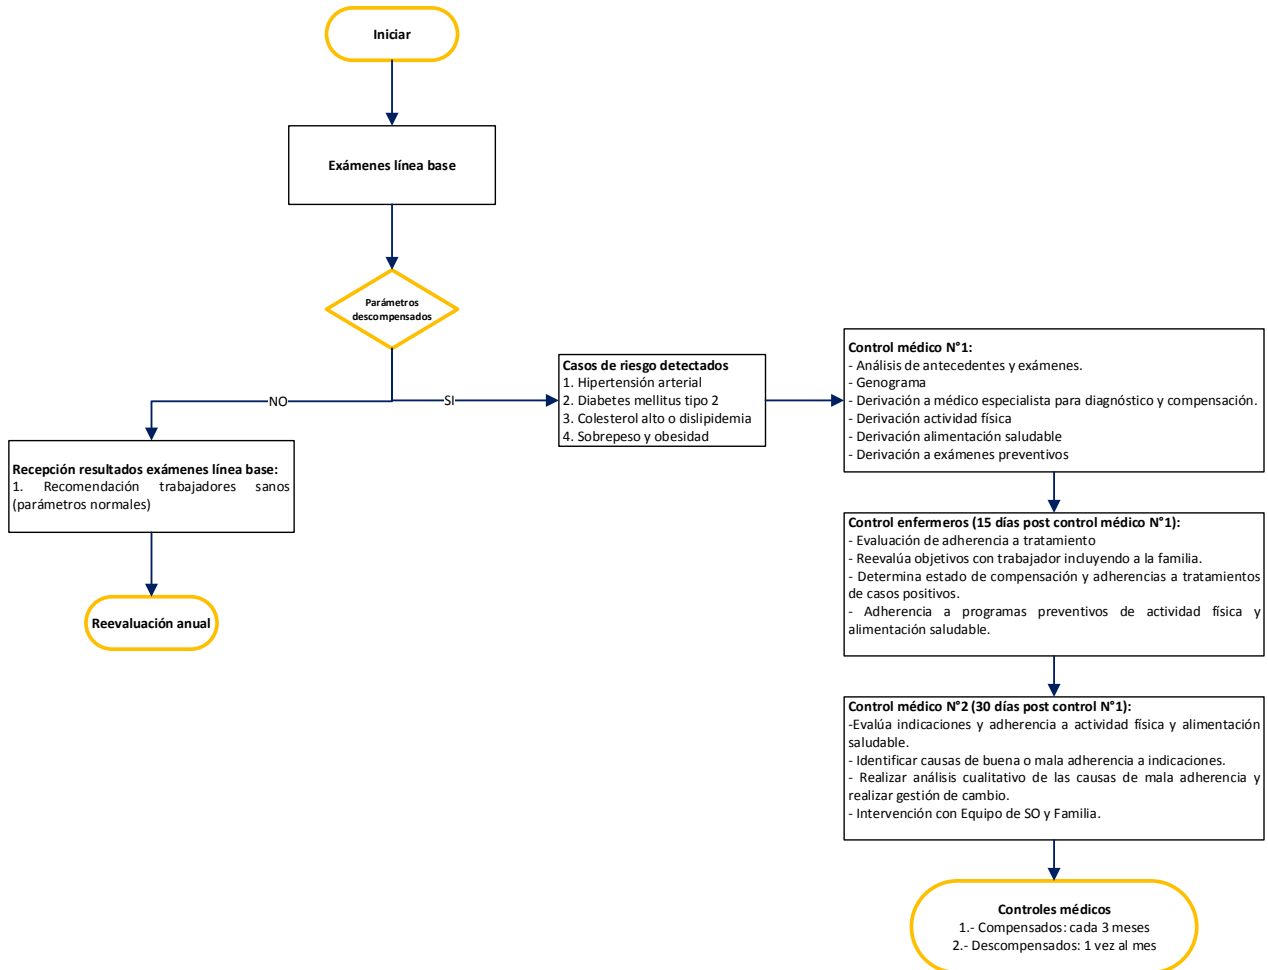 Iniciar
Exámenes línea base
Parámetros
descompensados
NO
SI
Recepción resultados exámenes línea base:
1. Recomendación trabajadores sanos
(parámetros normales)
Reevaluación anual
Casos de riesgo detectados
1. Hipertensión arterial
2. Diabetes mellitus tipo 2
3. Colesterol alto o dislipidemia
4. Sobrepeso y obesidad
Control médico N°1:
- Análisis de antecedentes y exámenes.
- Genograma
- Derivación a médico especialista para diagnóstico y compensación.
- Derivación actividad física
- Derivación alimentación saludable
- Derivación a exámenes preventivos
Control enfermeros (15 días post control médico N°1):
- Evaluación de adherencia a tratamiento
- Reevalúa objetivos con trabajador incluyendo a la familia.
- Determina estado de compensación y adherencias a tratamientos
de casos positivos.
- Adherencia a programas preventivos de actividad física y
alimentación saludable.
Control médico N°2 (30 días post control N°1):
-Evalúa indicaciones y adherencia a actividad física y alimentación
saludable.
- Identificar causas de buena o mala adherencia a indicaciones.
- Realizar análisis cualitativo de las causas de mala adherencia y
realizar gestión de cambio.
- Intervención con Equipo de SO y Familia.
Controles médicos
1.- Compensados: cada 3 meses
2.- Descompensados: 1 vez al mes